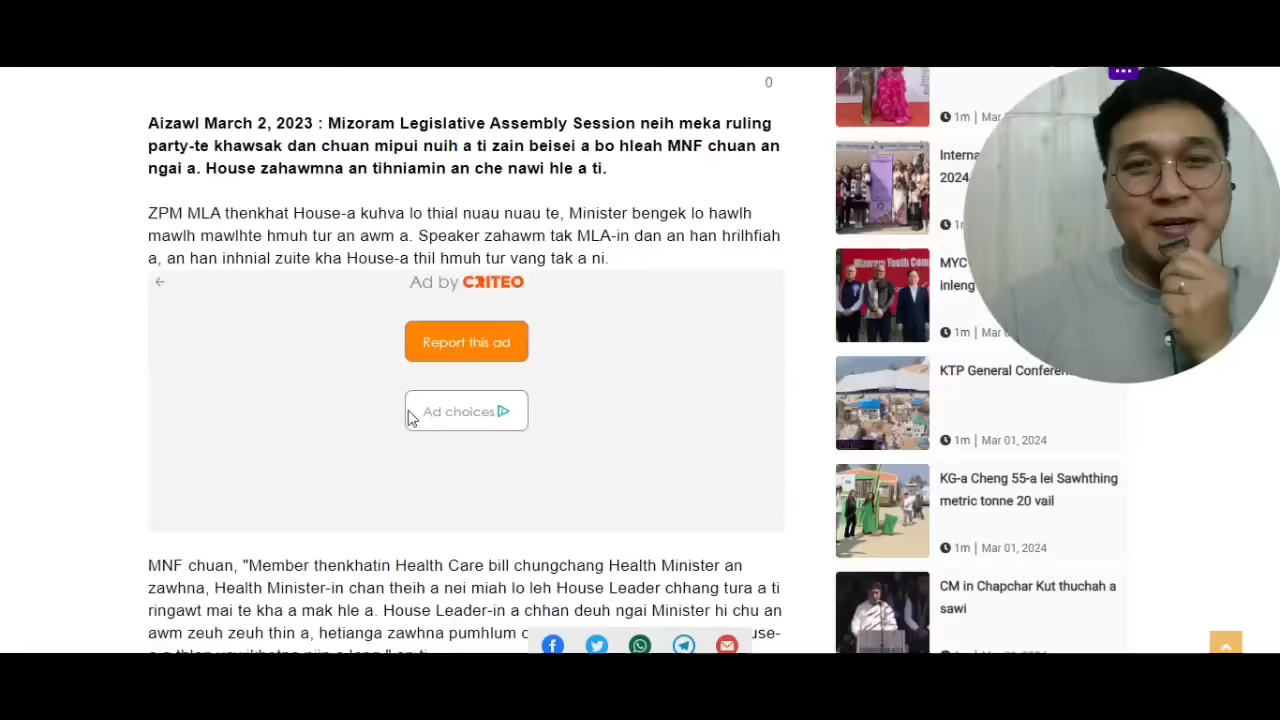 0
Aizawl March 2, 2023 : Mizoram Legislative Assembly Session neih meka ruling
party-te khawsak dan chuan mipui nuih a ti zain beisei a bo hleah MNF chuan an
ngai a. House zahawmna an tihniamin an che nawi hle a ti.
ZPM MLA thenkhat House-a kuhva lo thial nuau nuau te, Minister bengek lo hawlh
mawlh mawlhte hmuh tur an awm a. Speaker zahawm tak MLA-in dan an han hrilhfiah
a, an han inhnial zuite kha House-a thil hmuh tur vang tak a ni.
Ad by CRITEO
Report this ad
Ad choices
MNF chuan, "Member thenkhatin Health Care bill chungchang Health Minister an
zawhna, Health Minister-in chan theih a nei miah lo leh House Leader chhang tura a ti
ringawt mai te kha a mak hle a. House Leader-in a chhan deuh ngai Minister hi chu an
awm zeuh zeuh thin a, hetianga zawhna pumhlum
1m | Mar
Interna
2024
MYC
inleng
1m | Mar
KTP General Conferen
1m | Mar 01, 2024
KG-a Cheng 55-a lei Sawhthing
metric tonne 20 vail
1m | Mar 01, 2024
CM in Chapchar Kut thuchah a
sawi